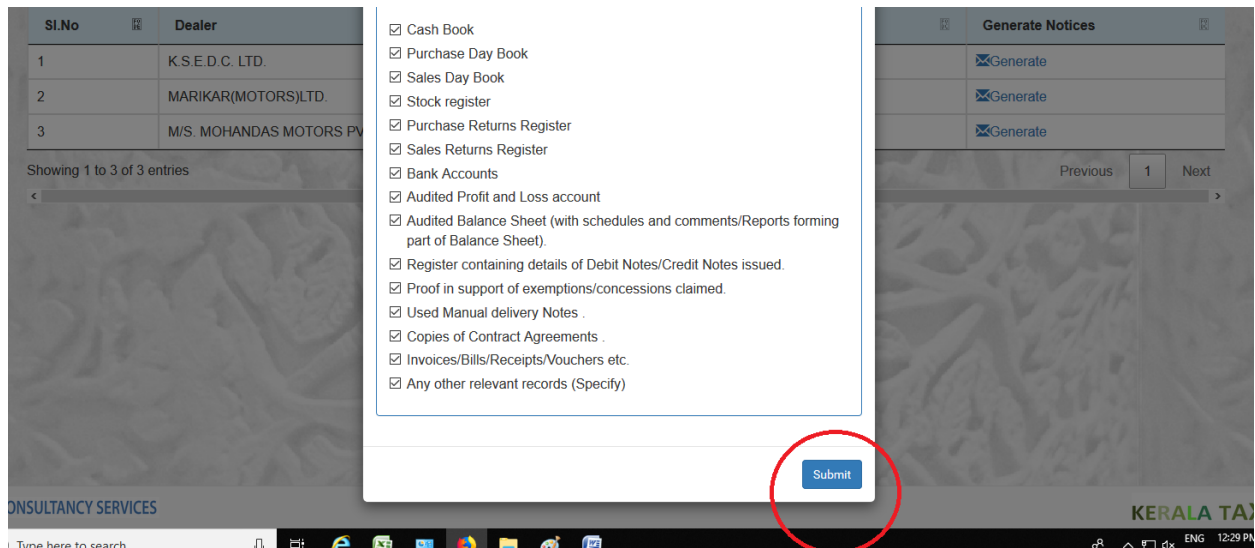 Sl.No Dealer Generate Notices
1 K.S.E.D.C. LTD. Generate
2 MARIKAR(MOTORS)LTD. Generate
3 M/S. MOHANDAS MOTORS PV Generate
Showing 1 to 3 of 3 entries
Previous 1 Next
Cash Book
Purchase Day Book
Sales Day Book
Stock register
Purchase Returns Register
Sales Returns Register
Bank Accounts
Audited Profit and Loss account
Audited Balance Sheet (with schedules and comments/Reports forming
part of Balance Sheet).
Register containing details of Debit Notes/Credit Notes issued.
Proof in support of exemptions/concessions claimed.
Used Manual delivery Notes .
Copies of Contract Agreements .
Invoices/Bills/Receipts/Vouchers etc.
Any other relevant records (Specify)
Submit
ONSULTANCY SERVICES
KERALA TAX
Type here to search
ENG 12:29 PM